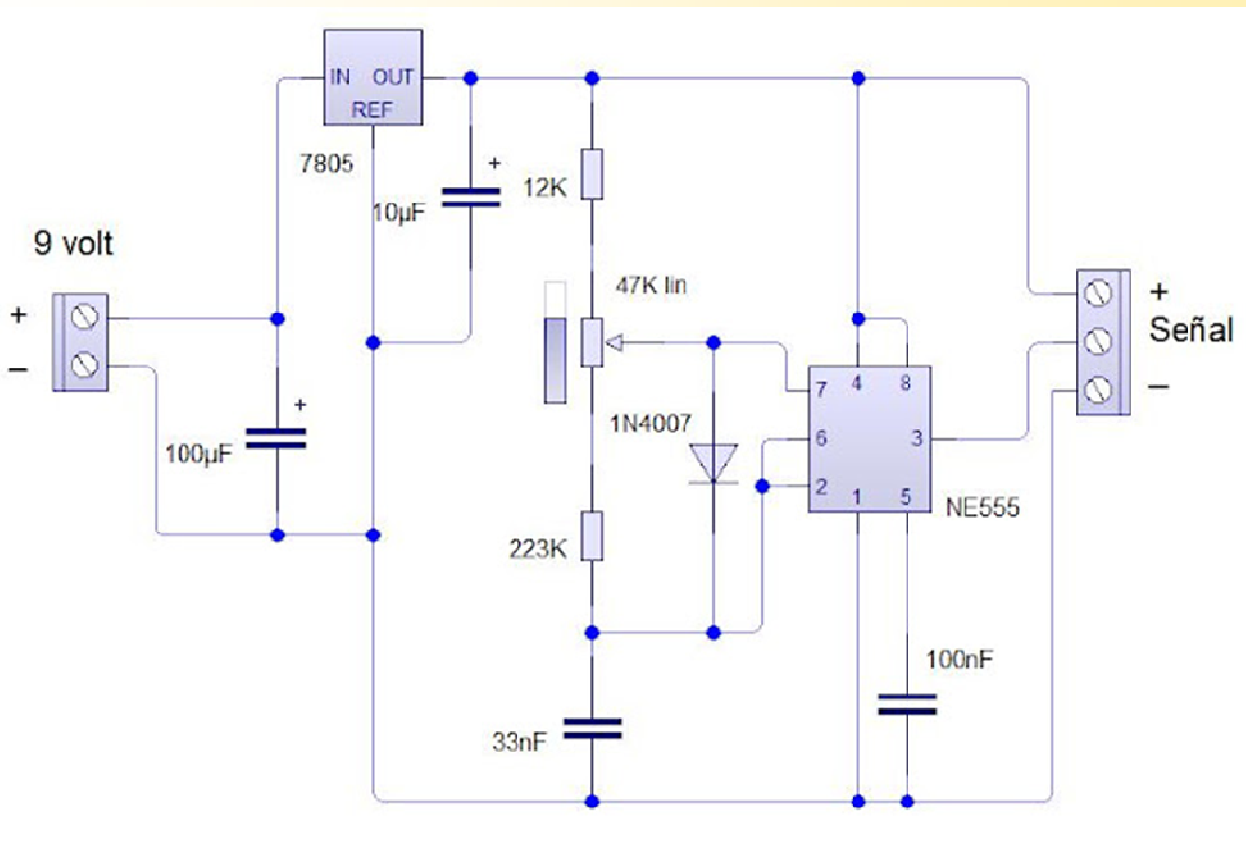 IN OUT
REF
7805
+
10µF
12K
9 volt
47K lin
+
–
+
Señal
–
7
4
8
+
100µF
1N4007
6
3
2
1
5
NE555
223K
100nF
33nF